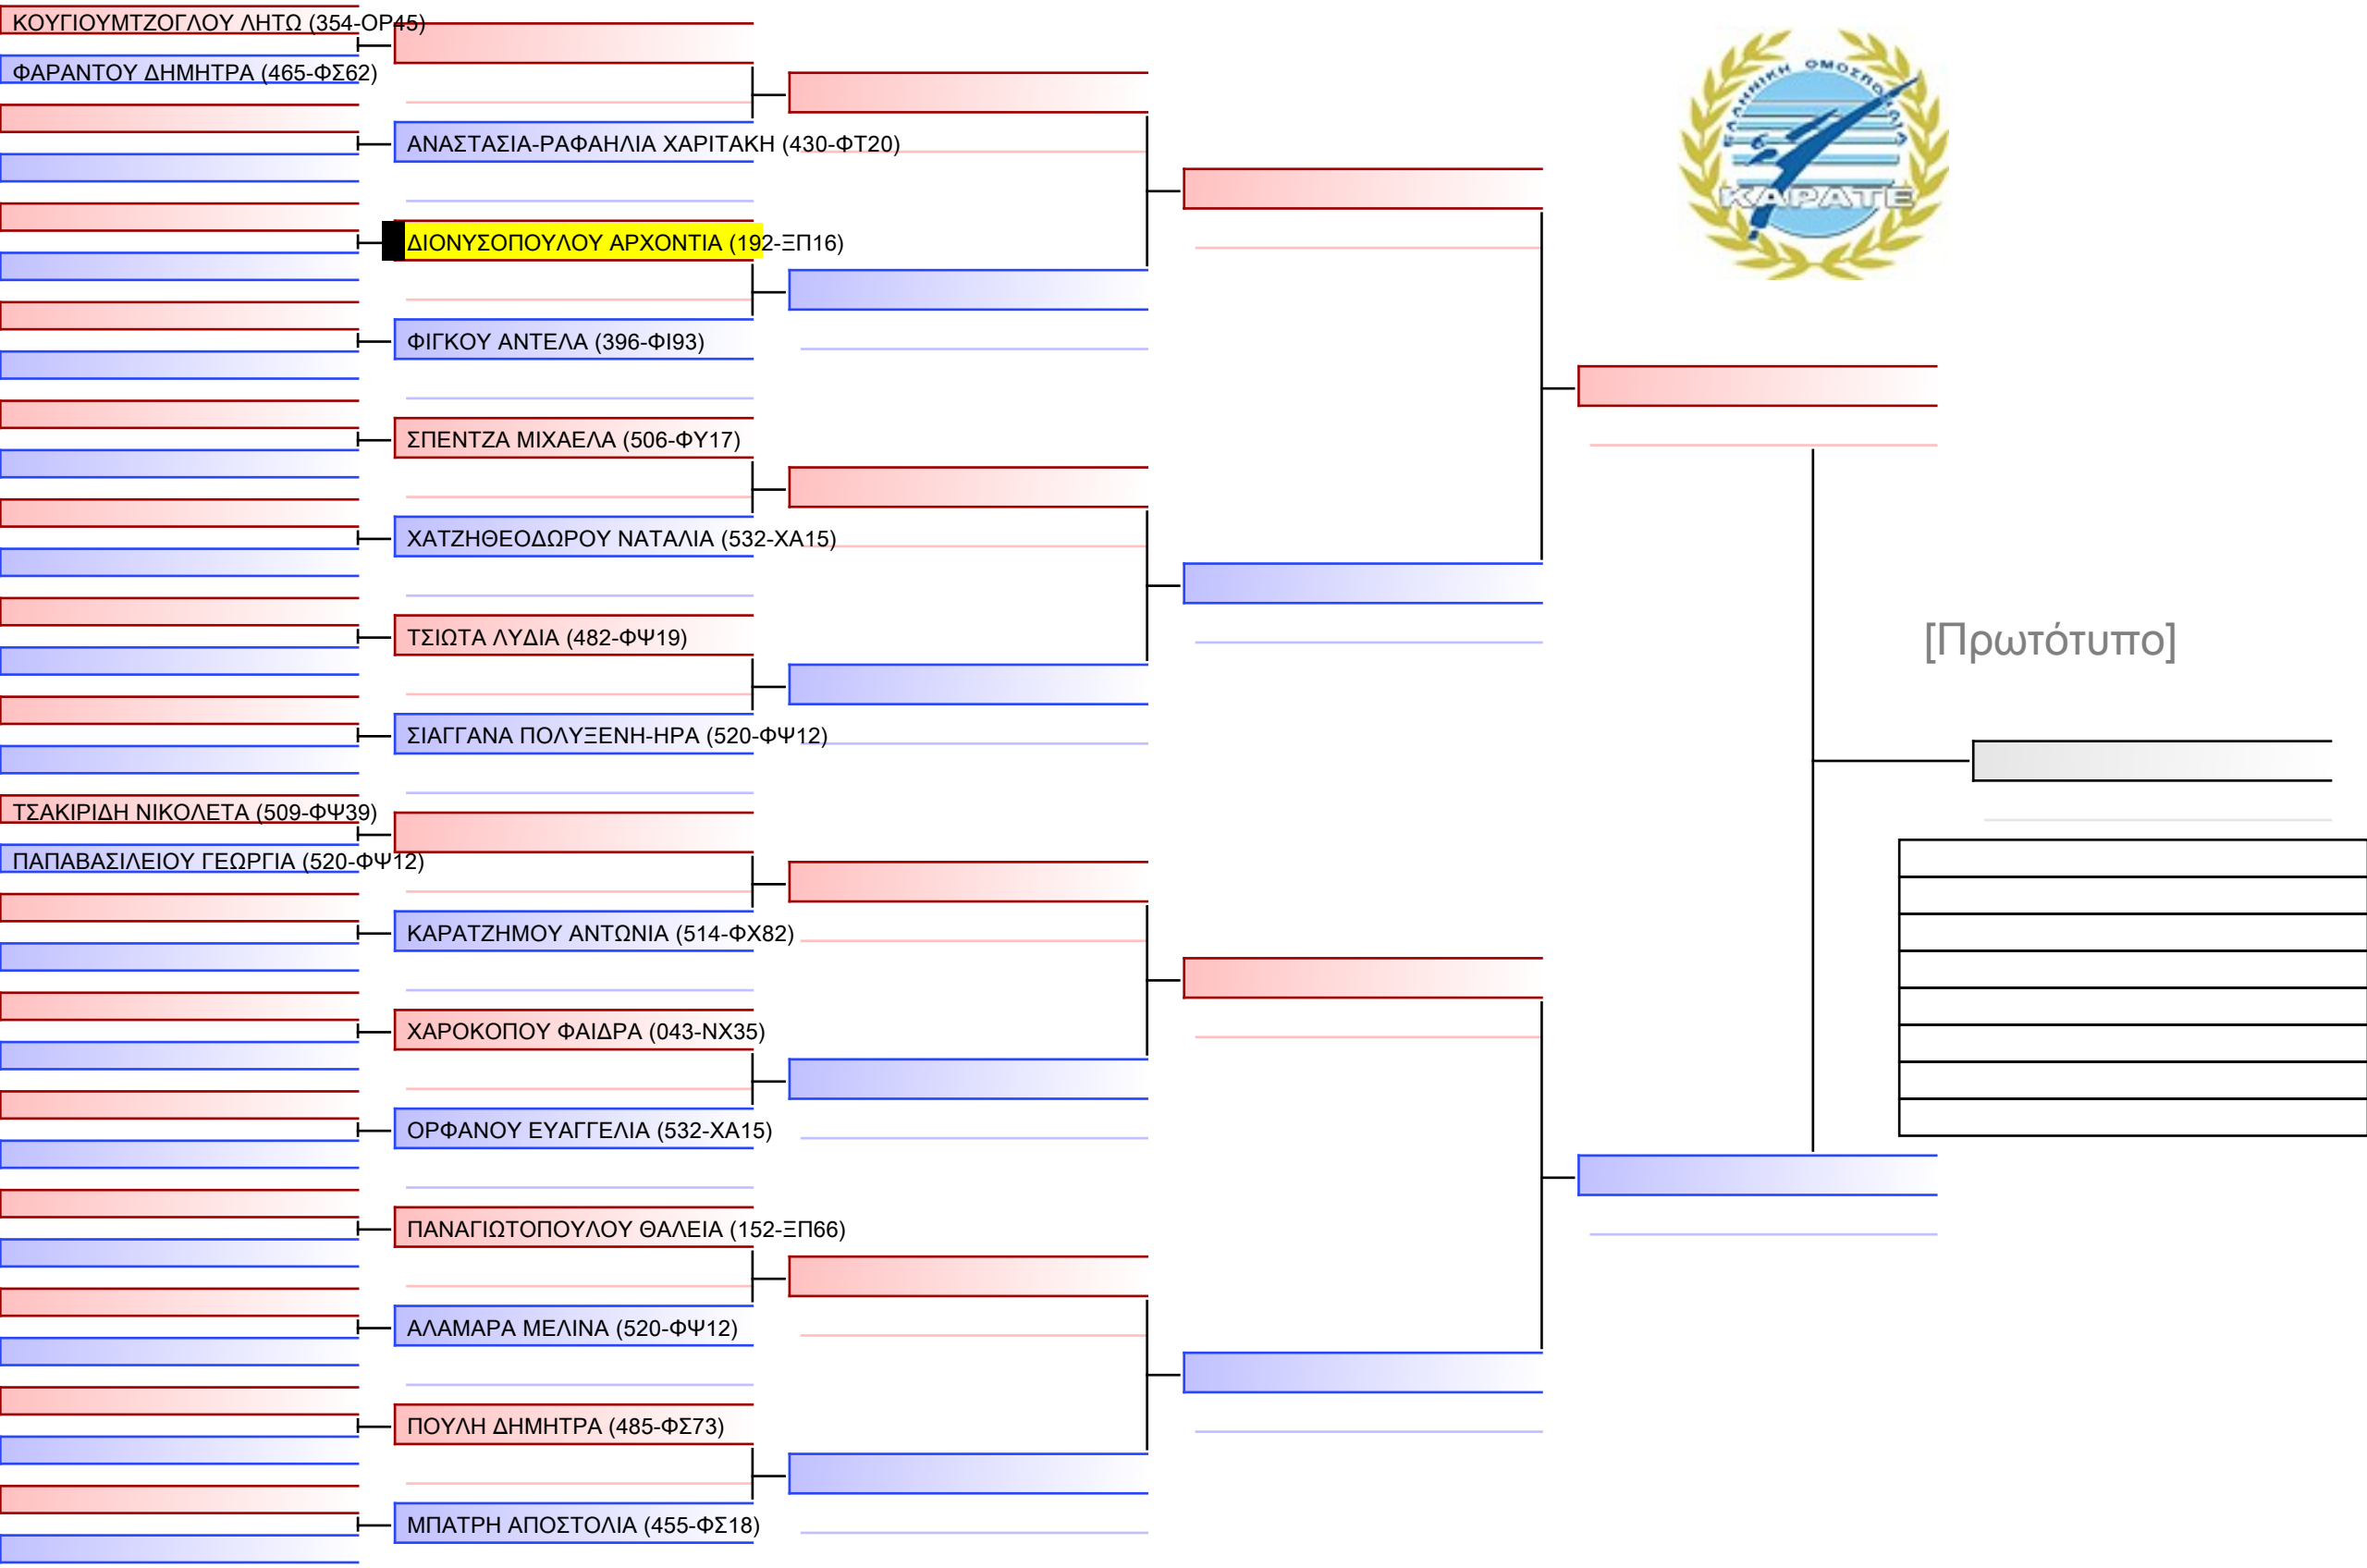 ΚΟΥΓΙΟΥΜΤΖΟΓΛΟΥ ΛΗΤΩ (354-ΟΡ45)
ΦΑΡΑΝΤΟΥ ΔΗΜΗΤΡΑ (465-ΦΣ62)
ΑΝΑΣΤΑΣΙΑ-ΡΑΦΑΗΛΙΑ ΧΑΡΙΤΑΚΗ (430-ΦΤ20)
ΔΙΟΝΥΣΟΠΟΥΛΟΥ ΑΡΧΟΝΤΙΑ (192-ΞΠ16)
ΦΙΓΚΟΥ ΑΝΤΕΛΑ (396-ΦΙ93)
ΣΠΕΝΤΖΑ ΜΙΧΑΕΛΑ (506-ΦΥ17)
ΧΑΤΖΗΘΕΟΔΩΡΟΥ ΝΑΤΑΛΙΑ (532-ΧΑ15)
ΤΣΙΩΤΑ ΛΥΔΙΑ (482-ΦΨ19)
ΣΙΑΓΓΑΝΑ ΠΟΛΥΞΕΝΗ-ΗΡΑ (520-ΦΨ12)
ΤΣΑΚΙΡΙΔΗ ΝΙΚΟΛΕΤΑ (509-ΦΨ39)
ΠΑΠΑΒΑΣΙΛΕΙΟΥ ΓΕΩΡΓΙΑ (520-ΦΨ12)
ΚΑΡΑΤΖΗΜΟΥ ΑΝΤΩΝΙΑ (514-ΦΧ82)
ΧΑΡΟΚΟΠΟΥ ΦΑΙΔΡΑ (043-ΝΧ35)
ΟΡΦΑΝΟΥ ΕΥΑΓΓΕΛΙΑ (532-ΧΑ15)
ΠΑΝΑΓΙΩΤΟΠΟΥΛΟΥ ΘΑΛΕΙΑ (152-ΞΠ66)
ΑΛΑΜΑΡΑ ΜΕΛΙΝΑ (520-ΦΨ12)
ΠΟΥΛΗ ΔΗΜΗΤΡΑ (485-ΦΣ73)
ΜΠΑΤΡΗ ΑΠΟΣΤΟΛΙΑ (455-ΦΣ18)
ΕΛΛΗΝΙΚΗ ΟΜΟΣΠΟΝΔΙΑ
ΚΑΡΑΤΕ
[Πρωτότυπο]